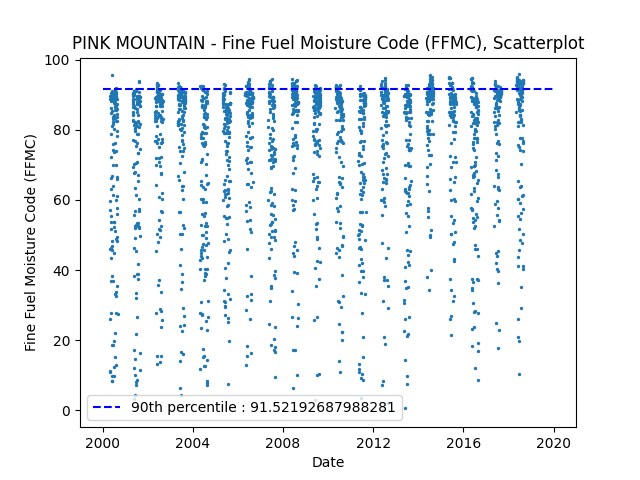 PINK MOUNTAIN - Fine Fuel Moisture Code (FFMC), Scatterplot
100
80
60
40
20
0
Fine Fuel Moisture Code (FFMC)
90th percentile : 91.52192687988281
2000 2004 2008 2012 2016 2020
Date